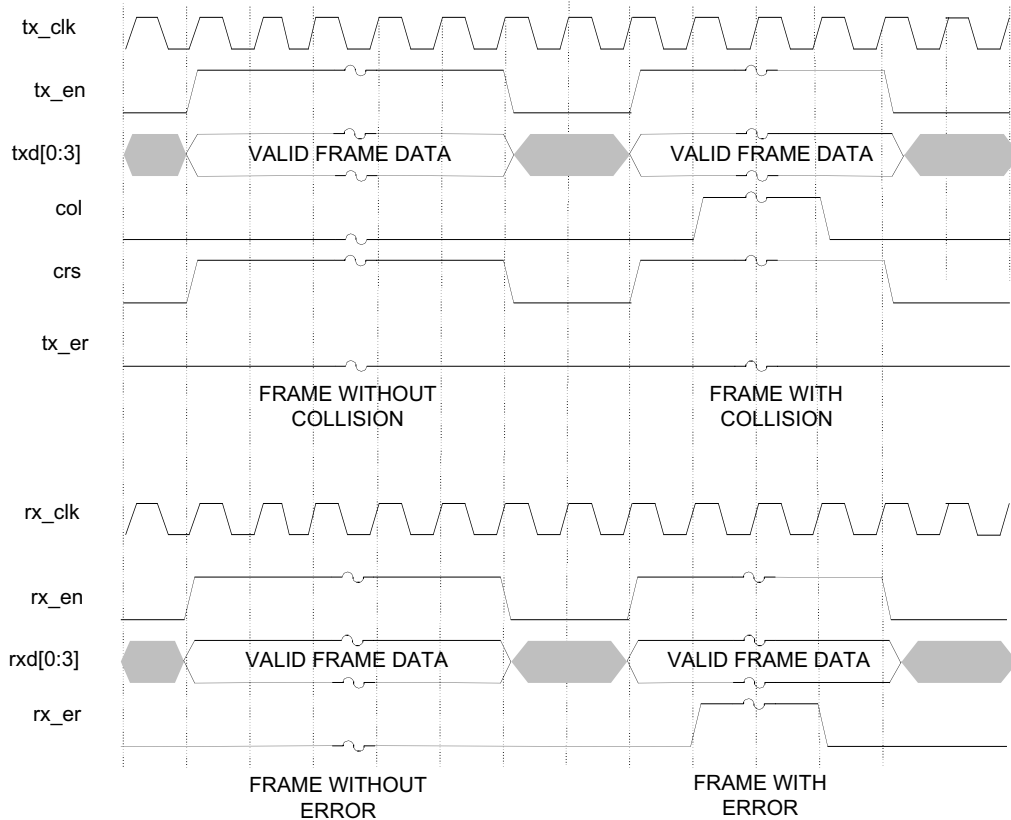 tx_clk
tx_en
txd[0:3]
VALID FRAME DATA
VALID FRAME DATA
col
crs
tx_er
FRAME WITHOUT
COLLISION
FRAME WITH
COLLISION
rx_clk
rx_en
rxd[0:3]
VALID FRAME DATA
VALID FRAME DATA
rx_er
FRAME WITHOUT
ERROR
FRAME WITH
ERROR